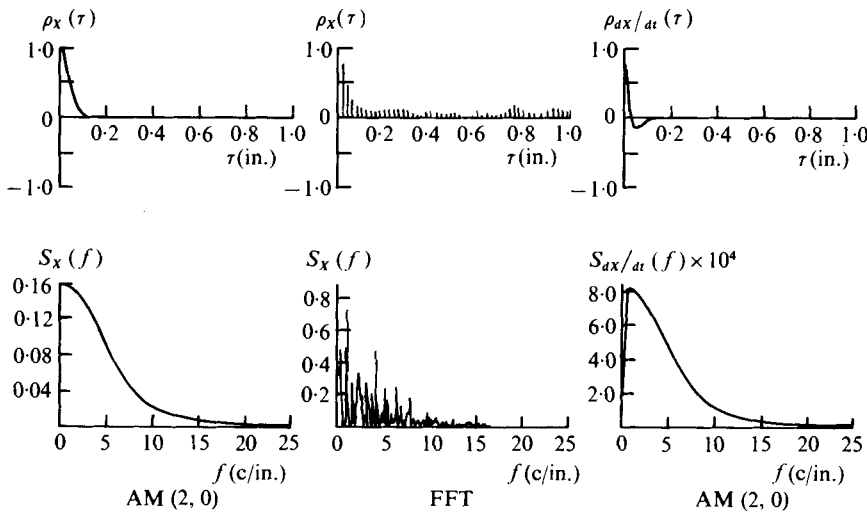 ρX(τ)
1·0
0
−1·0
0·2 0·4 0·6 0·8 1·0
τ(in.)
ρX(τ)
1·0
0
−1·0
0·2 0·4 0·6 0·8 1.0
τ(in.)
ρdX/dt (τ)
1·0
0
−1·0
0·2 0·4 0·6 0·8 1·0
τ(in.)
SX(f)
0·16
0·12
0·08
0·04
0 5 10 15 20 25
f(c/in.)
AM (2, 0)
SX(f)
0·8
0·6
0·4
0·2
0 5 10 15 20 25
f(c/in.)
FFT
SdX/dt (f) × 10⁴
8·0
6·0
4·0
2·0
0 5 10 15 20 25
f(c/in.)
AM (2, 0)